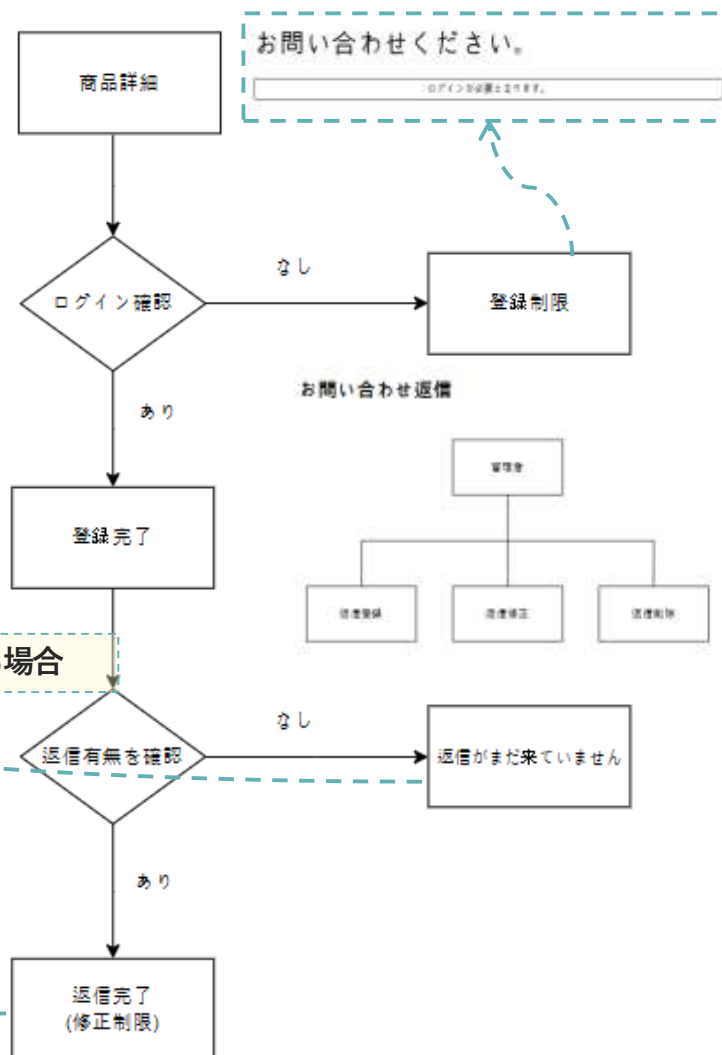 お問い合わせください。
ログインが必要となります。
商品詳細
ログイン確認
なし
登録制限
あり
お問い合わせ返信
管理者
登録完了
返信登録
返信修正
返信削除
場合
なし
返信有無を確認
返信がまだ来ていません
あり
返信完了
(修正制限)